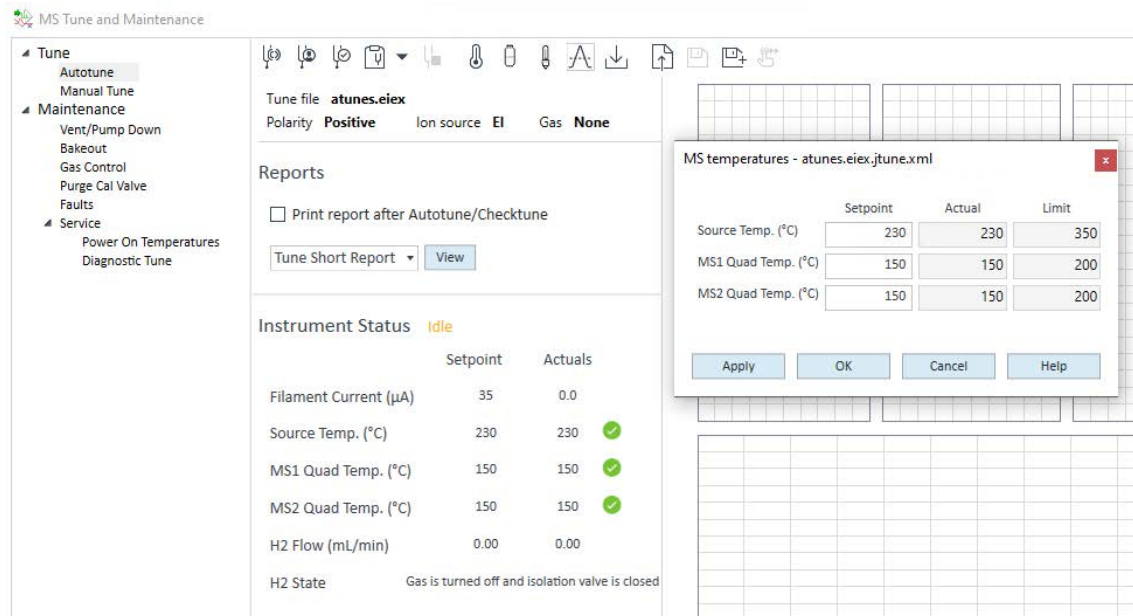 MS Tune and Maintenance
Tune
Autotune
Manual Tune
Maintenance
Vent/Pump Down
Bakeout
Gas Control
Purge Cal Valve
Faults
Service
Power On Temperatures
Diagnostic Tune
Tune file atunes.eiex
Polarity Positive Ion source EI Gas None
Reports
Print report after Autotune/Checktune
Tune Short Report View
Instrument Status Idle
Setpoint Actuals
Filament Current (µA) 35 0.0
Source Temp. (°C) 230 230
MS1 Quad Temp. (°C) 150 150
MS2 Quad Temp. (°C) 150 150
H2 Flow (mL/min) 0.00 0.00
H2 State Gas is turned off and isolation valve is closed
MS temperatures - atunes.eiex.jtune.xml x
Setpoint Actual Limit
Source Temp. (°C) 230 230 350
MS1 Quad Temp. (°C) 150 150 200
MS2 Quad Temp. (°C) 150 150 200
Apply OK Cancel Help